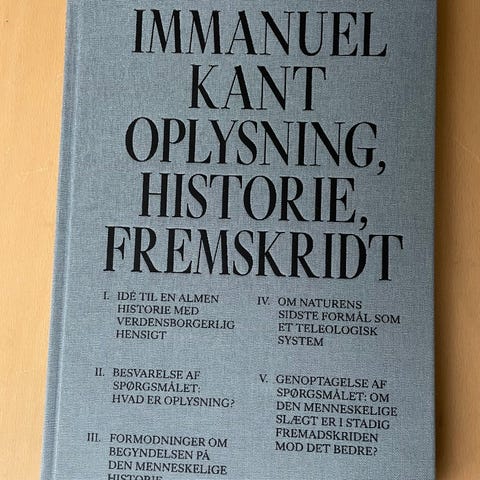 IMMANUEL
KANT
OPLYSNING,
HISTORIE,
FREMSKRIDT
I. IDÉ TIL EN ALMEN
HISTORIE MED
VERDENSBORGERLIG
HENSIGT
II. BESVARELSE AF
SPØRGSMÅLET:
HVAD ER OPLYSNING?
III. FORMODNINGER OM
BEGYNDELSEN PÅ
DEN MENNESKELIGE
HISTORIE
IV. OM NATURENS
SIDSTE FORMÅL SOM
ET TELEOLOGISK
SYSTEM
V. GENOPTAGELSE AF
SPØRGSMÅLET: OM
DEN MENNESKELIGE
SLÆGT ER I STADIG
FREMADSKRIDEN
MOD DET BEDRE?